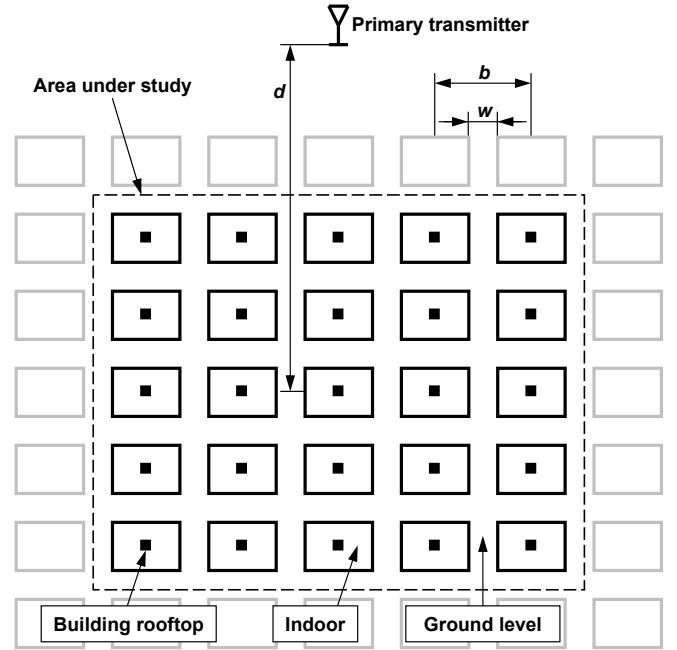 Primary transmitter
Area under study
d
b
w
Building rooftop
Indoor
Ground level